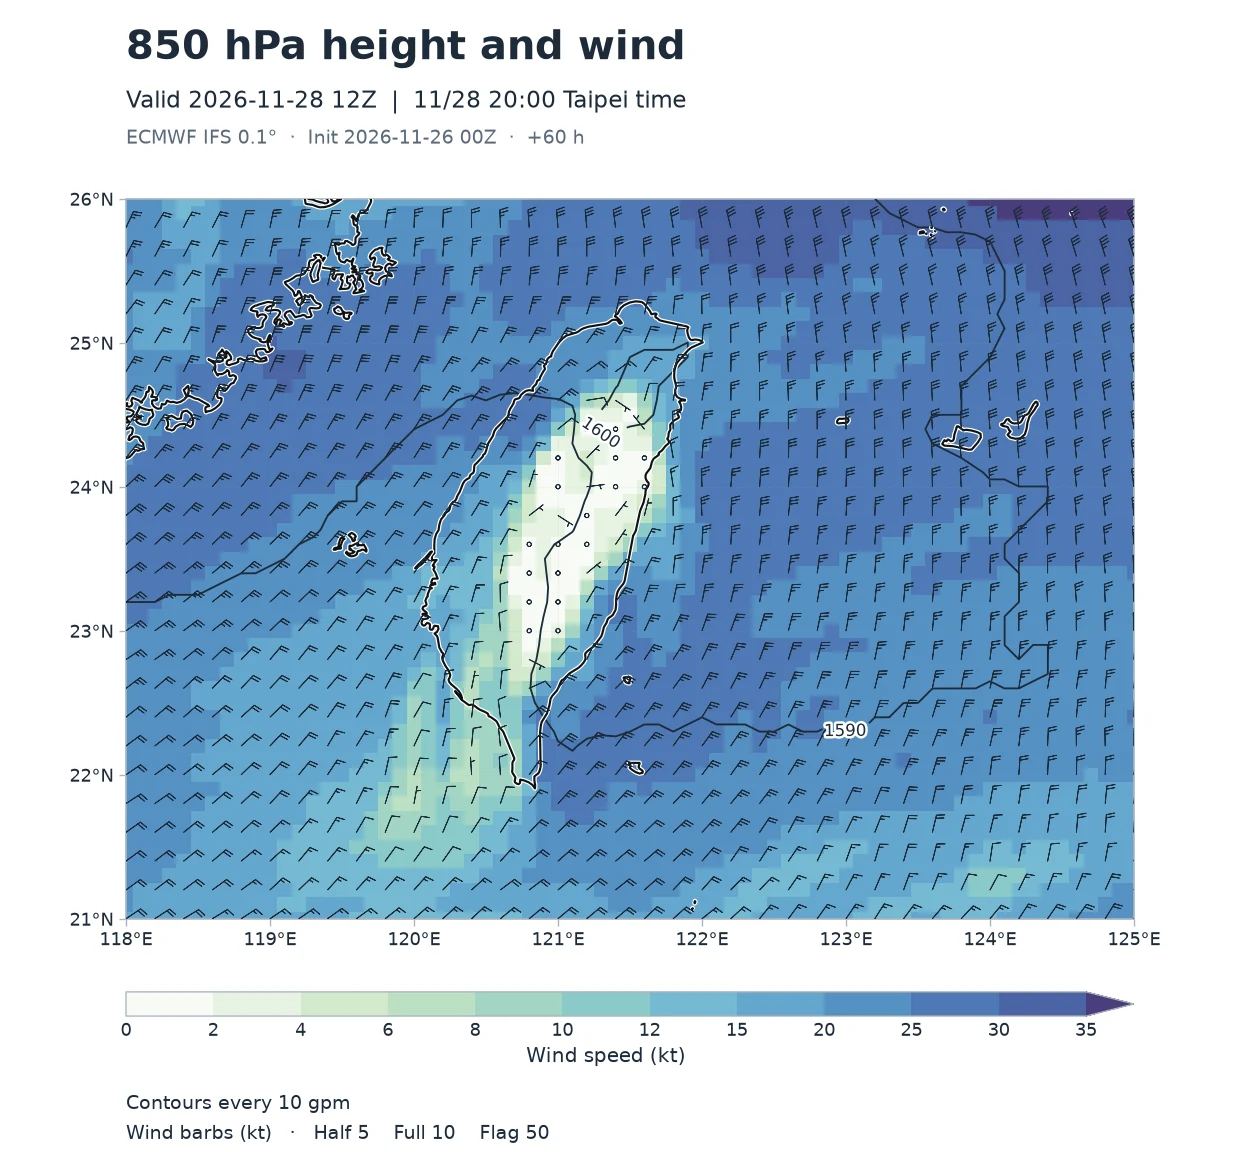 850 hPa height and wind
Valid 2026-11-28 12Z | 11/28 20:00 Taipei time
ECMWF IFS 0.1° · Init 2026-11-26 00Z · +60 h
26°N
25°N
24°N
23°N
22°N
21°N
1600
1590
118°E 119°E 120°E 121°E 122°E 123°E 124°E 125°E
0 2 4 6 8 10 12 15 20 25 30 35
Wind speed (kt)
Contours every 10 gpm
Wind barbs (kt) · Half 5 Full 10 Flag 50